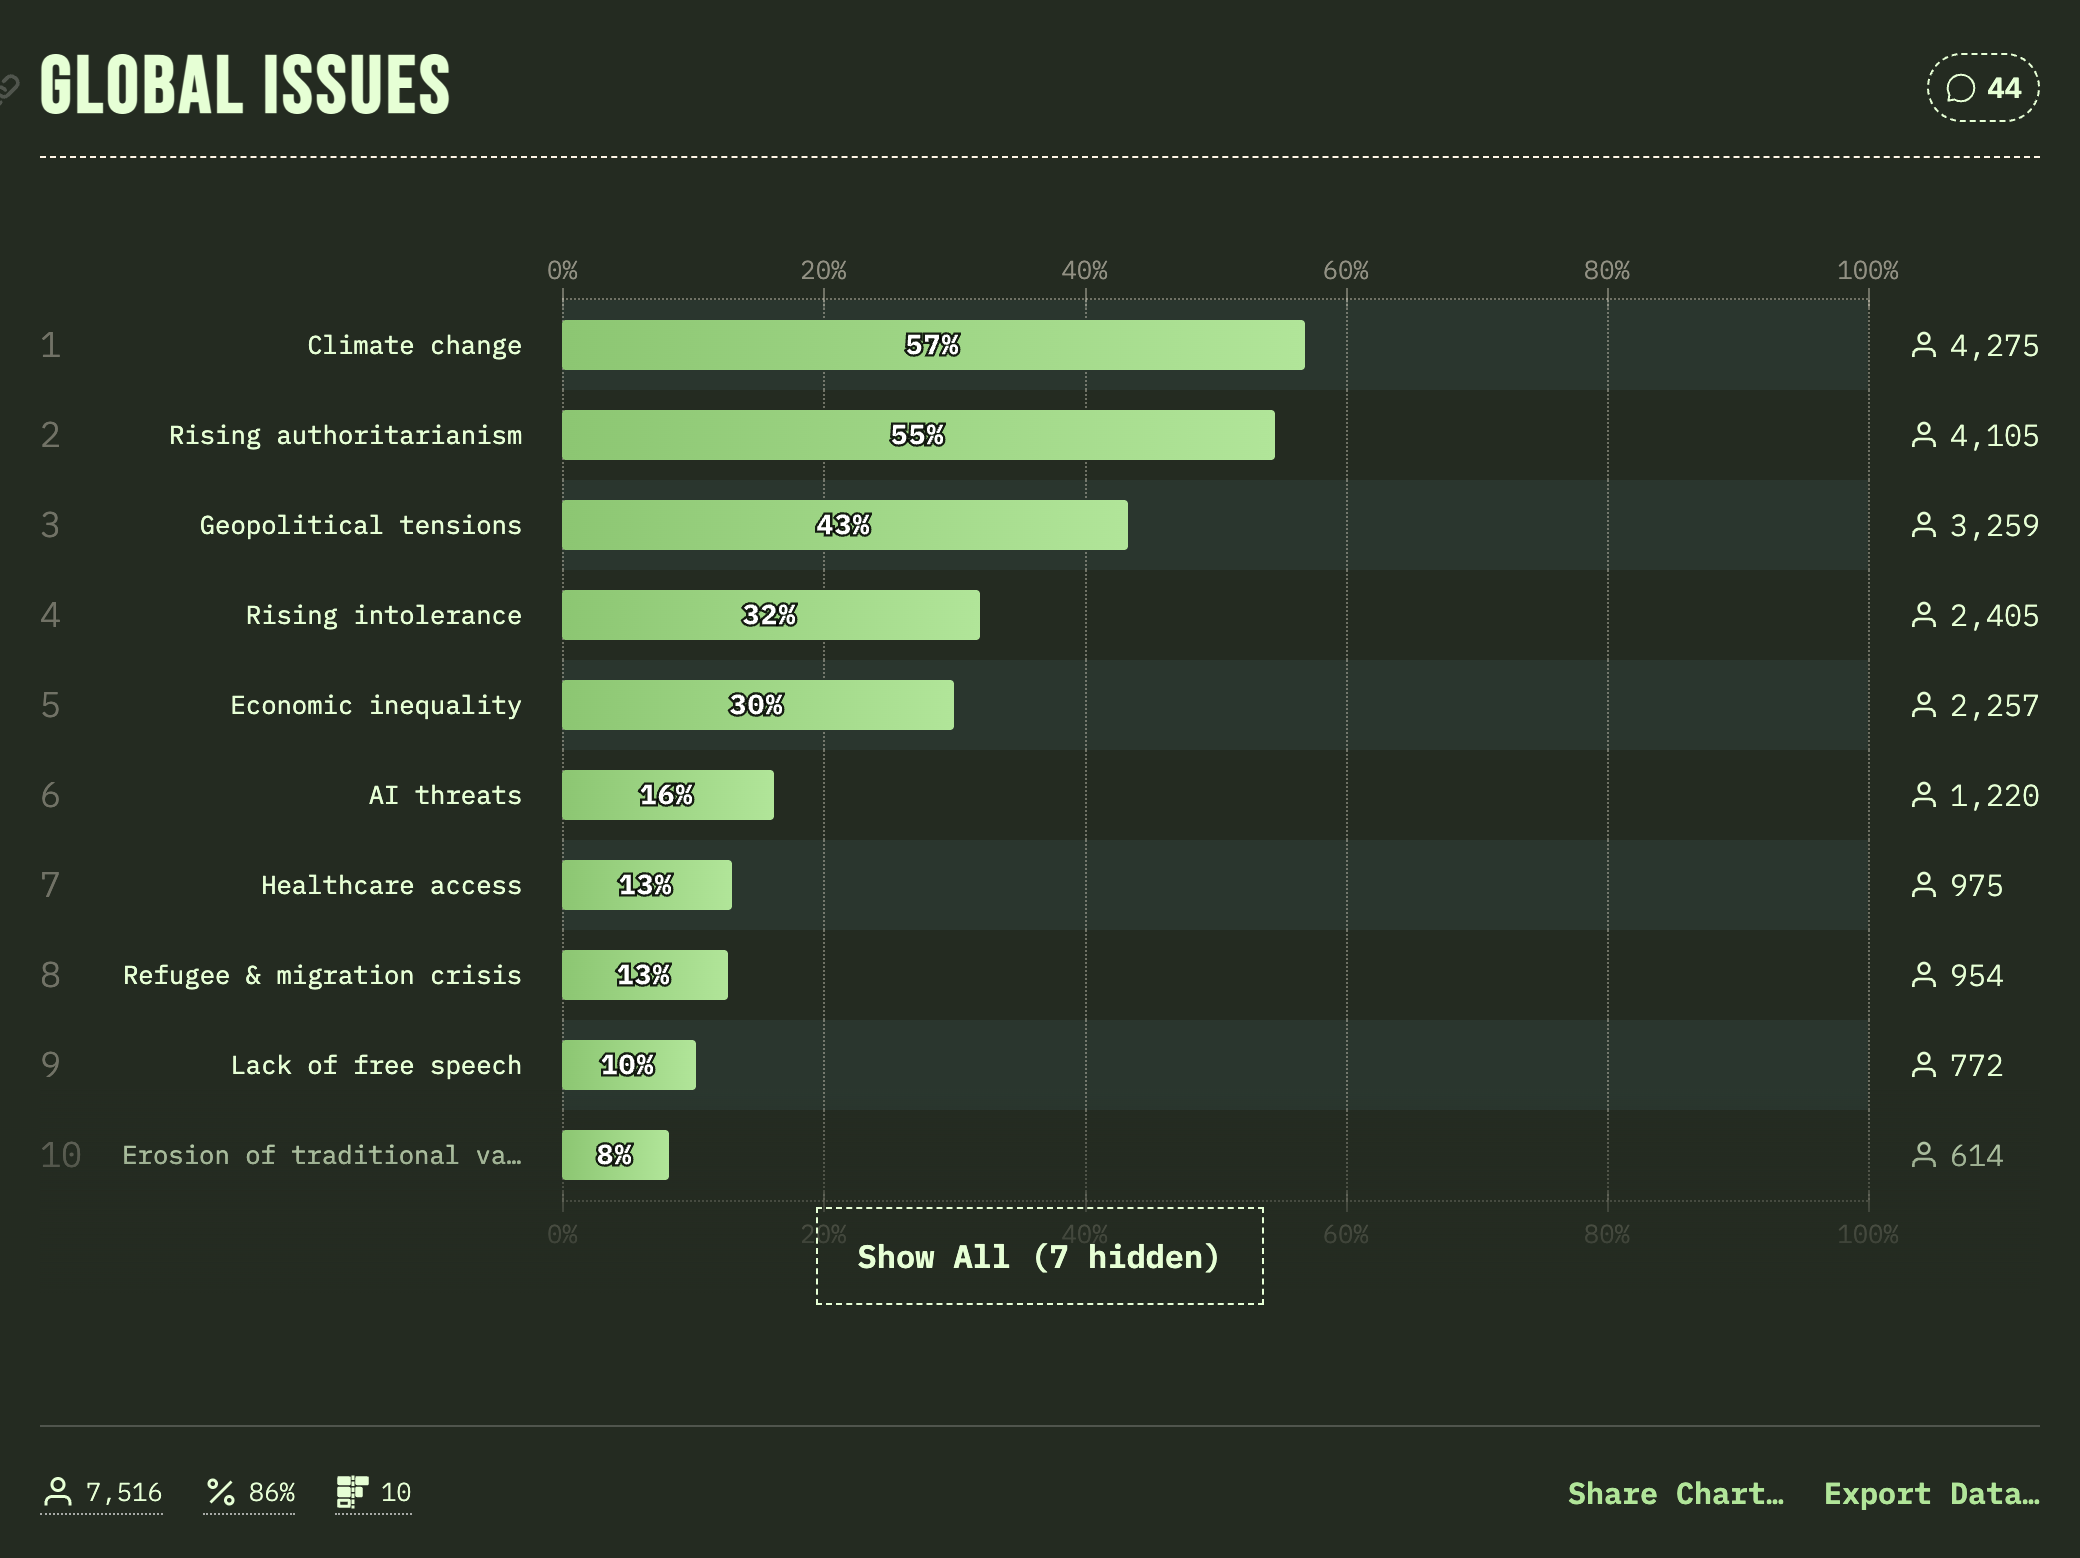 GLOBAL ISSUES
44
0% 20% 40% 60% 80% 100%
1 Climate change 57% 4,275
2 Rising authoritarianism 55% 4,105
3 Geopolitical tensions 43% 3,259
4 Rising intolerance 32% 2,405
5 Economic inequality 30% 2,257
6 AI threats 16% 1,220
7 Healthcare access 13% 975
8 Refugee & migration crisis 13% 954
9 Lack of free speech 10% 772
10 Erosion of traditional va… 8% 614
0% 20% 40% 60% 80% 100%
Show All (7 hidden)
7,516 86% 10 Share Chart… Export Data…